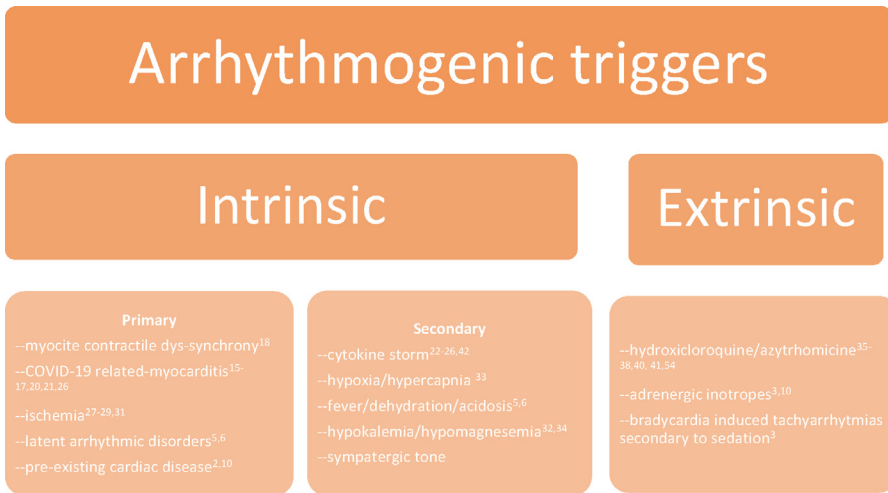 Arrhythmogenic triggers
Intrinsic
Extrinsic
Primary
--myocite contractile dys-synchrony18
--COVID-19 related-myocarditis15-
17,20,21,26
--ischemia27-29,31
--latent arrhythmic disorders5,6
--pre-existing cardiac disease2,10
Secondary
--cytokine storm22-26,42
--hypoxia/hypercapnia 33
--fever/dehydration/acidosis5,6
--hypokalemia/hypomagnesemia32,34
--sympatergic tone
--hydroxicloroquine/azytrhomicine35-
38,40, 41,54
--adrenergic inotropes3,10
--bradycardia induced tachyarrhytmias
secondary to sedation3